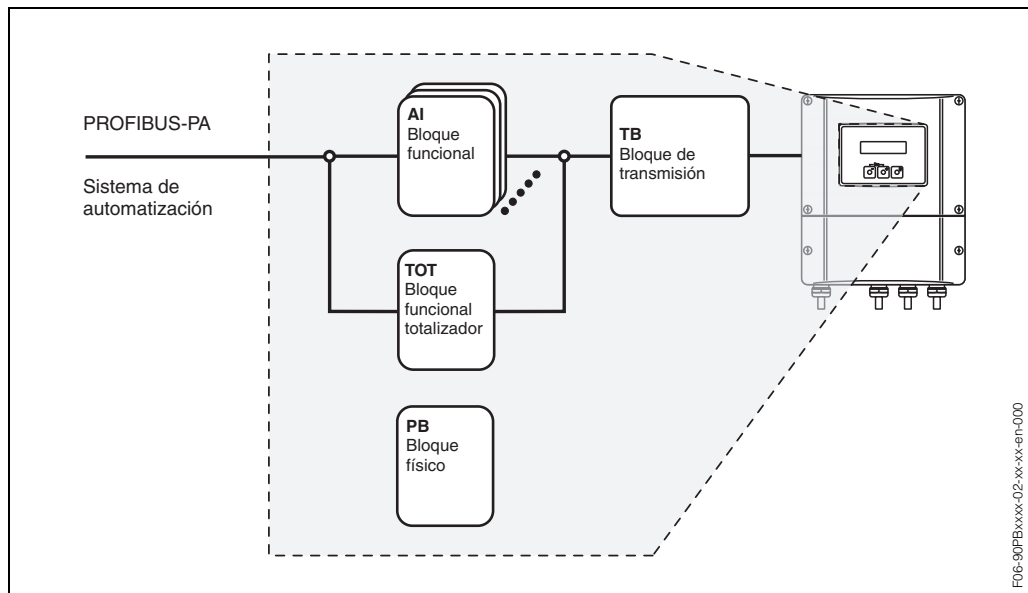 PROFIBUS-PA
Sistema de
automatización
AI
Bloque
funcional
TB
Bloque de
transmisión
TOT
Bloque
funcional
totalizador
PB
Bloque
físico
F06-90PBxxxx-02-xx-xx-en-000